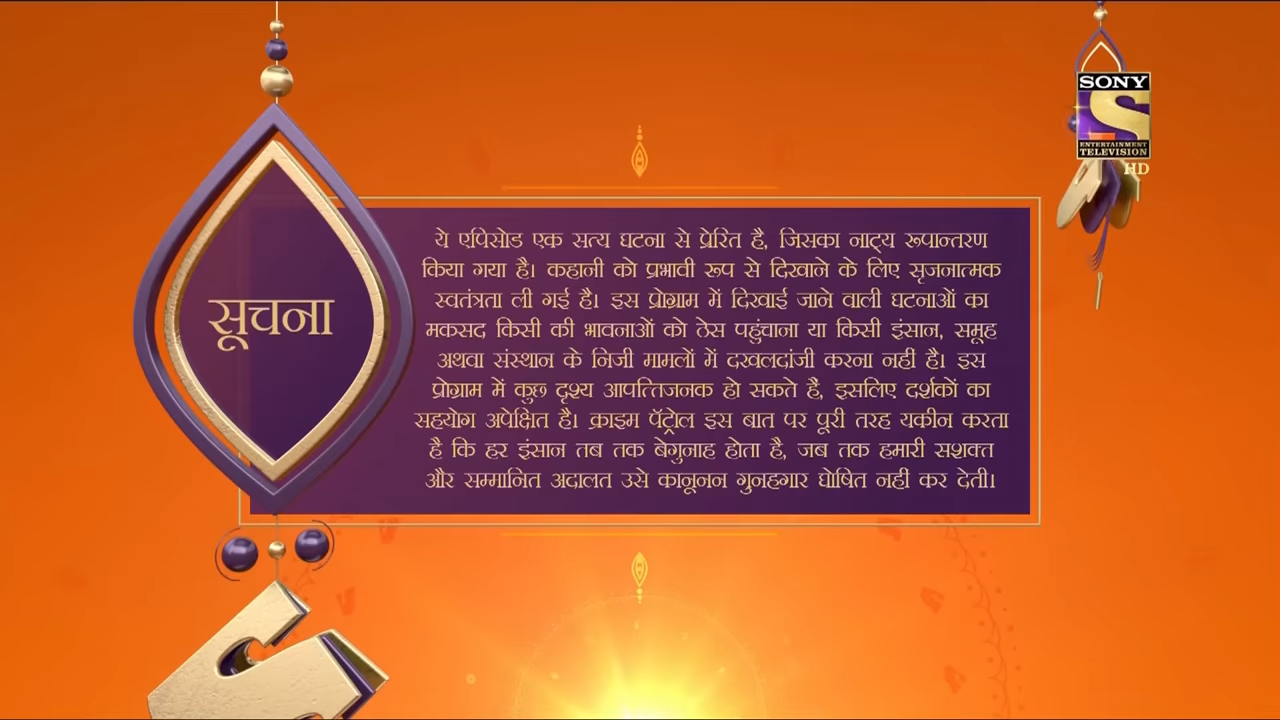 सूचना
ये एपिसोड एक सत्य घटना से प्रेरित है, जिसका नाट्य रूपान्तरण
किया गया है। कहानी को प्रभावी रूप से दिखाने के लिए सृजनात्मक
स्वतंत्रता ली गई है। इस प्रोग्राम में दिखाई जाने वाली घटनाओं का
मकसद किसी की भावनाओं को ठेस पहुंचाना या किसी इंसान, समूह
अथवा संस्थान के निजी मामलों में दखलदांजी करना नहीं है। इस
प्रोग्राम में कुछ दृश्य आपत्तिजनक हो सकते हैं, इसलिए दर्शकों का
सहयोग अपेक्षित है। क्राइम पॅट्रोल इस बात पर पूरी तरह यकीन करता
है कि हर इंसान तब तक बेगुनाह होता है, जब तक हमारी सशक्त
और सम्मानित अदालत उसे कानूनन गुनहगार घोषित नहीं कर देती।
SONY
ENTERTAINMENT
TELEVISION
HD